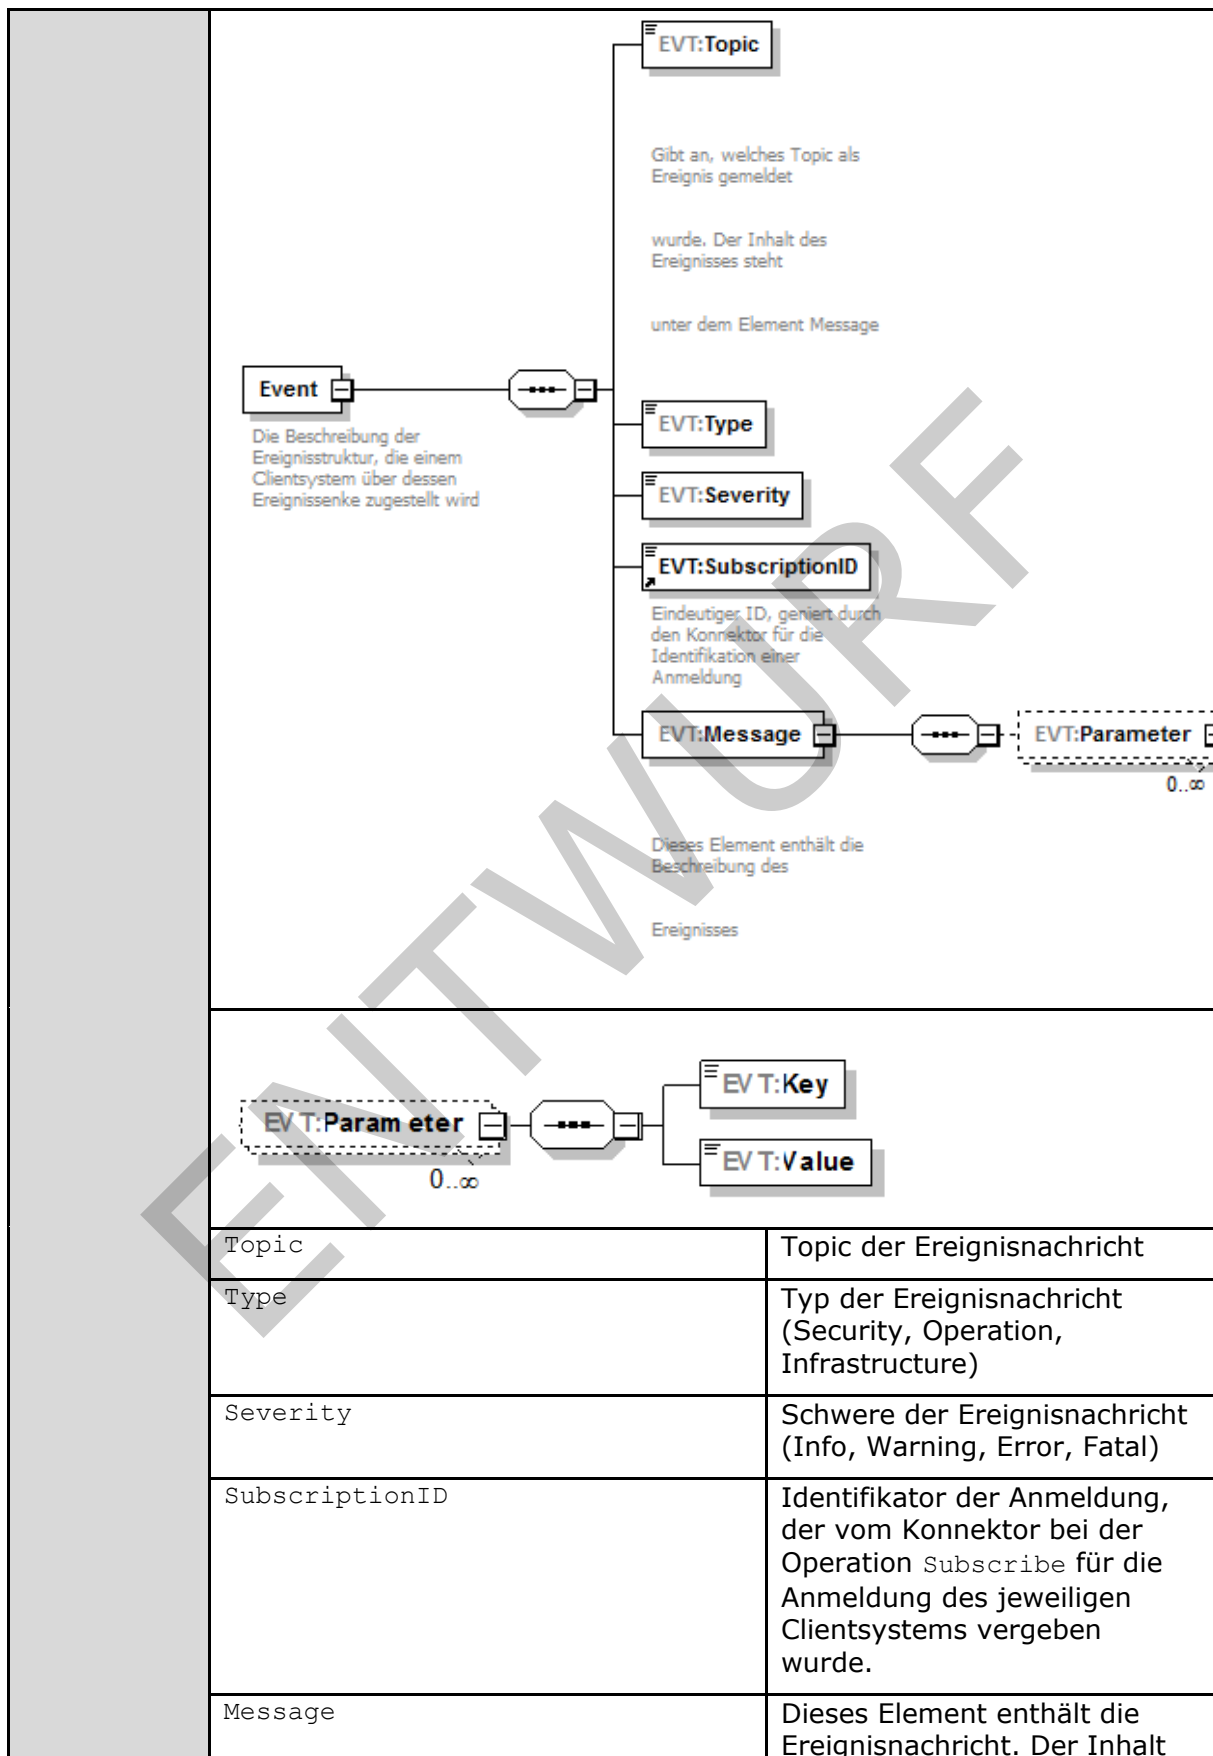 EVT:Topic
Gibt an, welches Topic als
Ereignis gemeldet
wurde. Der Inhalt des
Ereignisses steht
unter dem Element Message
Event
Die Beschreibung der
Ereignisstruktur, die einem
Clientsystem über dessen
Ereignissenke zugestellt wird
EVT:Type
EVT:Severity
EVT:SubscriptionID
Eindeutiger ID, geniert durch
den Konnektor für die
Identifikation einer
Anmeldung
EVT:Message
EVT:Parameter
0..∞
Dieses Element enthält die
Beschreibung des
Ereignisses
ENTWURF
EVT:Parameter
0..∞
EVT:Key
EVT:Value
Topic
Topic der Ereignisnachricht
Type
Typ der Ereignisnachricht
(Security, Operation,
Infrastructure)
Severity
Schwere der Ereignisnachricht
(Info, Warning, Error, Fatal)
SubscriptionID
Identifikator der Anmeldung,
der vom Konnektor bei der
Operation Subscribe für die
Anmeldung des jeweiligen
Clientsystems vergeben
wurde.
Message
Dieses Element enthält die
Ereignisnachricht. Der Inhalt